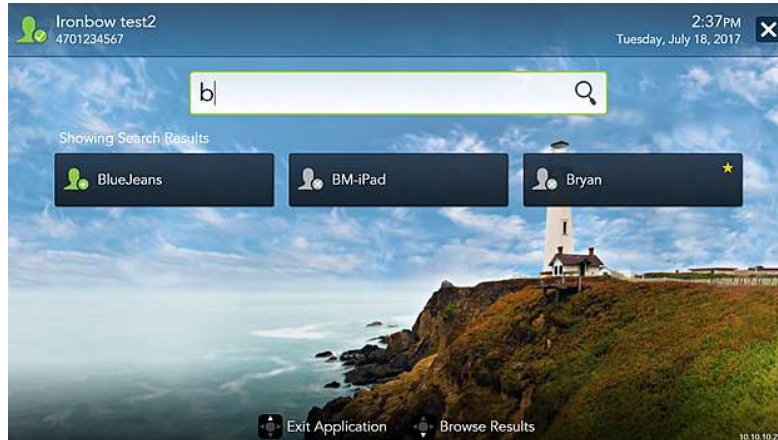 Ironbow test2
4701234567
2:37PM
Tuesday, July 18, 2017
b
Showing Search Results
BlueJeans
BM-iPad
Bryan
Exit Application
Browse Results